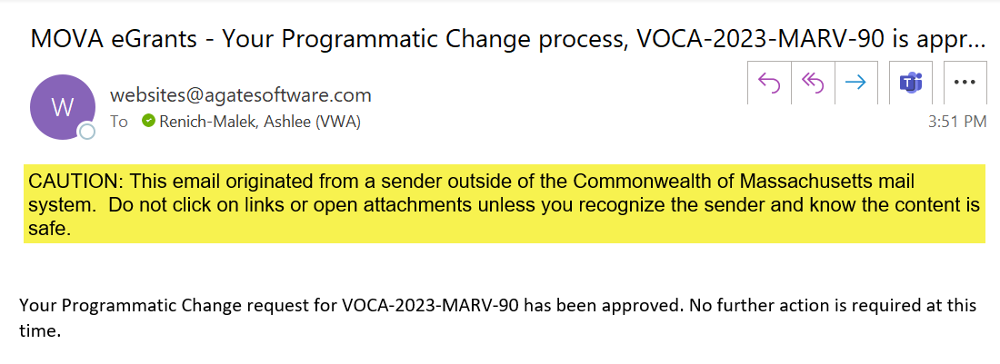 MOVA eGrants - Your Programmatic Change process, VOCA-2023-MARV-90 is appr...
W
websites@agatesoftware.com
To Renich-Malek, Ashlee (VWA)
3:51 PM
CAUTION: This email originated from a sender outside of the Commonwealth of Massachusetts mail
system.  Do not click on links or open attachments unless you recognize the sender and know the content is
safe.
Your Programmatic Change request for VOCA-2023-MARV-90 has been approved. No further action is required at this
time.